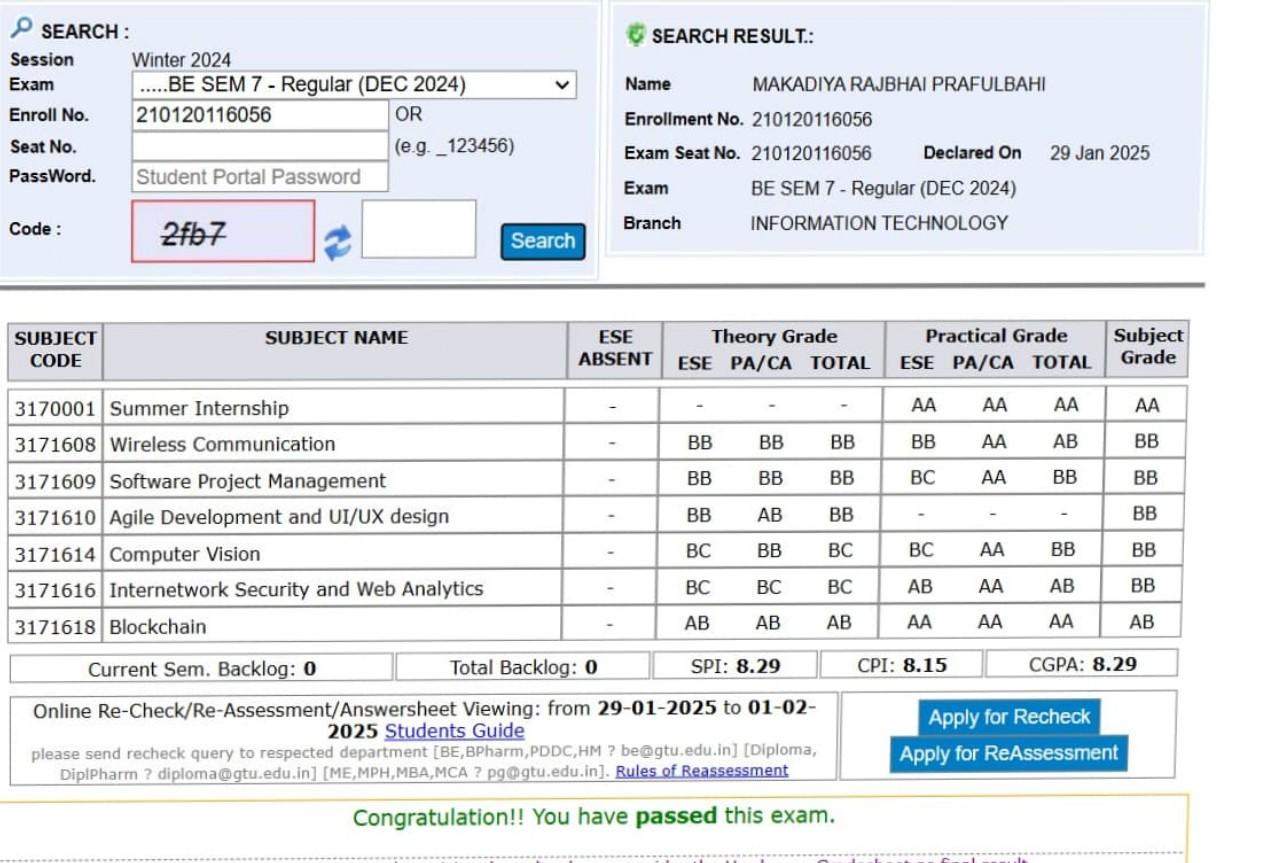 SEARCH :
Session Winter 2024
Exam .....BE SEM 7 - Regular (DEC 2024)
Enroll No. 210120116056 OR
Seat No. (e.g. _123456)
PassWord. Student Portal Password
Code : 2fb7 Search
SEARCH RESULT.:
Name MAKADIYA RAJBHAI PRAFULBAHI
Enrollment No. 210120116056
Exam Seat No. 210120116056 Declared On 29 Jan 2025
Exam BE SEM 7 - Regular (DEC 2024)
Branch INFORMATION TECHNOLOGY
SUBJECT CODE SUBJECT NAME ESE ABSENT Theory Grade Practical Grade Subject Grade
ESE PA/CA TOTAL ESE PA/CA TOTAL
3170001 Summer Internship - - - - AA AA AA AA
3171608 Wireless Communication - BB BB BB BB AA AB BB
3171609 Software Project Management - BB BB BB BC AA BB BB
3171610 Agile Development and UI/UX design - BB AB BB - - - BB
3171614 Computer Vision - BC BB BC BC AA BB BB
3171616 Internetwork Security and Web Analytics - BC BC BC AB AA AB BB
3171618 Blockchain - AB AB AB AA AA AA AB
Current Sem. Backlog: 0 Total Backlog: 0 SPI: 8.29 CPI: 8.15 CGPA: 8.29
Online Re-Check/Re-Assessment/Answersheet Viewing: from 29-01-2025 to 01-02-
2025 Students Guide
please send recheck query to respected department [BE,BPharm,PDDC,HM ? be@gtu.edu.in] [Diploma,
DiplPharm ? diploma@gtu.edu.in] [ME,MPH,MBA,MCA ? pg@gtu.edu.in]. Rules of Reassessment
Apply for Recheck
Apply for ReAssessment
Congratulation!! You have passed this exam.